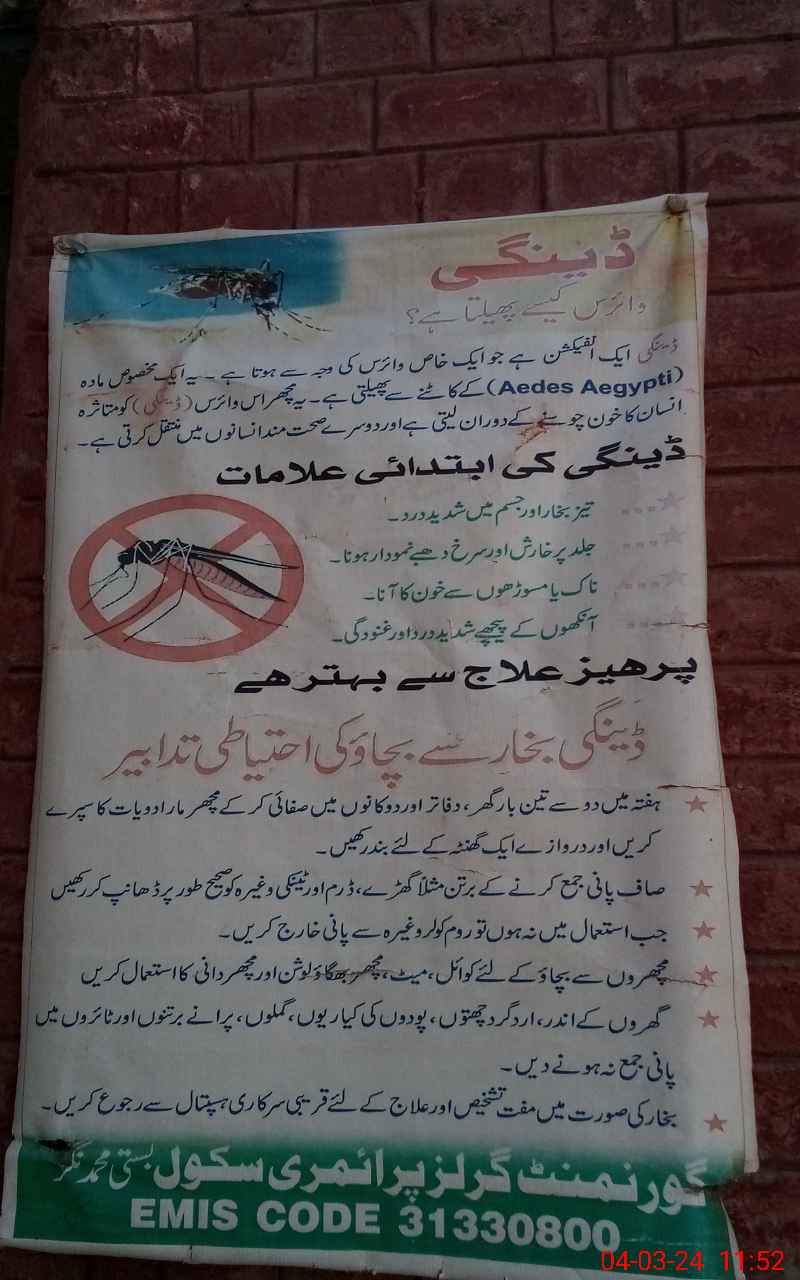 ڈینگی
وائرس کیسے پھیلتا ہے؟
ڈینگی ایک انفیکشن ہے جو ایک خاص وائرس کی وجہ سے ہوتا ہے ۔ یہ ایک مخصوص مادہ
(Aedes Aegypti) کے کاٹنے سے پھیلتی ہے۔ یہ مچھر اس وائرس (ڈینگی) کو متاثرہ
انسان کا خون چوسنے کے دوران لیتی ہے اور دوسرے صحت مند انسانوں میں منتقل کرتی ہے۔
ڈینگی کی ابتدائی علامات
تیز بخار اور جسم میں شدید درد۔
جلد پر خارش اور سرخ دھبے نمودار ہونا۔
ناک یا مسوڑھوں سے خون کا آنا۔
آنکھوں کے پیچھے شدید درد اور غنودگی۔
پرھیز علاج سے بہتر ھے
ڈینگی بخار سے بچاؤ کی احتیاطی تدابیر
ہفتہ میں دو سے تین بار گھر، دفاتر اور دوکانوں میں صفائی کر کے مچھر مار ادویات کا سپرے
کریں اور دروازے ایک گھنٹہ کے لئے بند رکھیں۔
صاف پانی جمع کرنے کے برتن مثلاً گھڑے، ڈرم اور ٹینکی وغیرہ کو صحیح طور پر ڈھانپ کر رکھیں
جب استعمال میں نہ ہوں تو روم کولر وغیرہ سے پانی خارج کریں۔
مچھروں سے بچاؤ کے لئے کوائل، میٹ، مچھر بھگاؤ لوشن اور مچھر دانی کا استعمال کریں
گھروں کے اندر، ارد گرد چھتوں، پودوں کی کیاریوں، گملوں، پرانے برتنوں اور ٹائروں میں
پانی جمع نہ ہونے دیں۔
بخار کی صورت میں مفت تشخیص اور علاج کے لئے قریبی سرکاری ہسپتال سے رجوع کریں۔
گورنمنٹ گرلز پرائمری سکول بستی محمد نگر
EMIS CODE 31330800
04-03-24 11:52